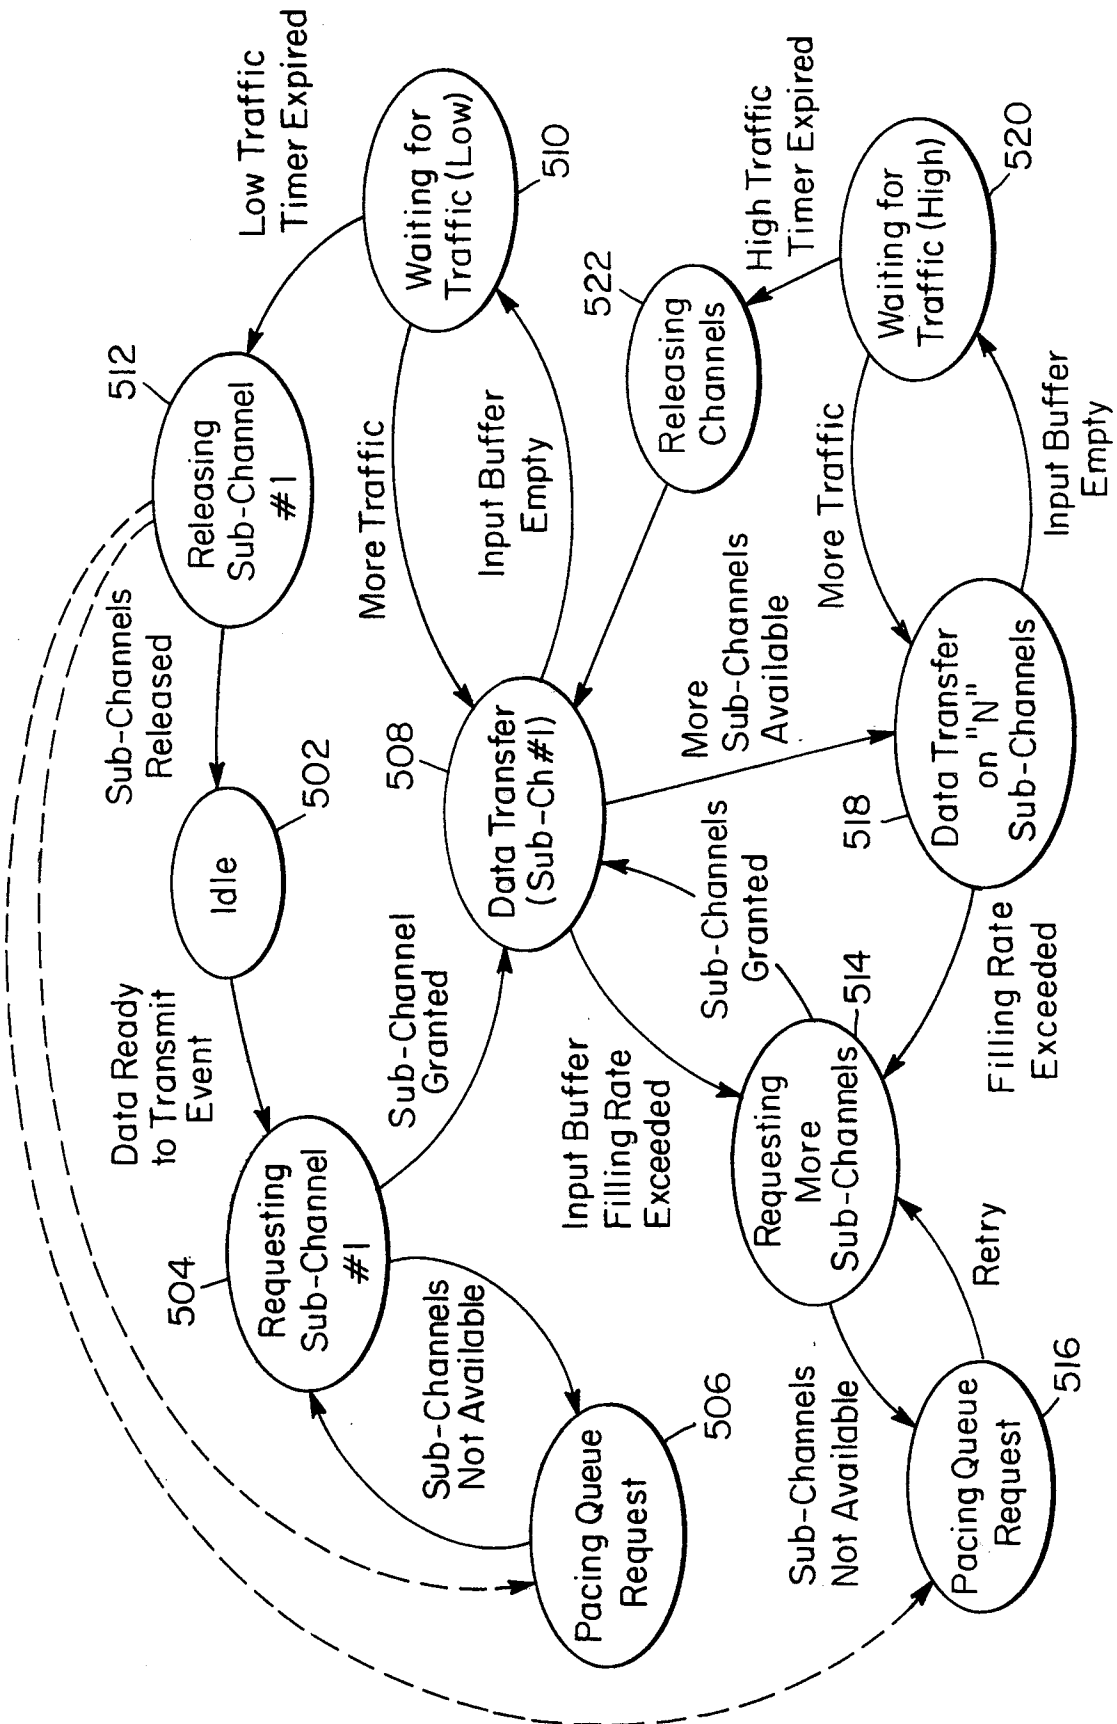 Data Ready
to Transmit
Event
Sub-Channels
Released
Low Traffic
Timer Expired
504
Requesting
Sub-Channel
#1
Idle
502
512
Releasing
Sub-Channel
#1
Waiting for
Traffic (Low)
510
Sub-Channels
Not Available
Sub-Channel
Granted
508
More Traffic
Input Buffer
Empty
Pacing Queue
Request
506
Data Transfer
(Sub-Ch#1)
Input Buffer
Filling Rate
Exceeded
Sub-Channels
Granted
More
Sub-Channels
Available
522
Releasing
Channels
High Traffic
Timer Expired
Requesting
More
Sub-Channels
514
518
More Traffic
Waiting for
Traffic (High)
520
Sub-Channels
Not Available
Retry
Filling Rate
Exceeded
Data Transfer
on "N"
Sub-Channels
Input Buffer
Empty
Pacing Queue
Request
516